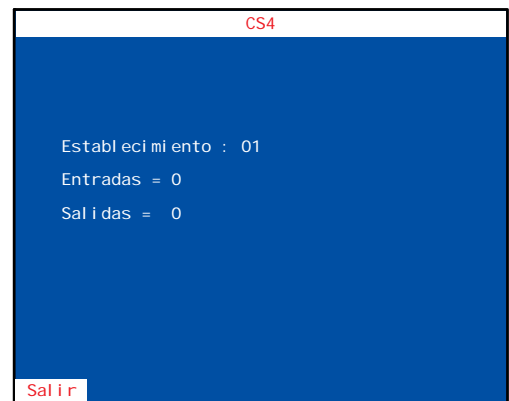 CS4
Establecimiento : 01
Entradas = 0
Salidas = 0
Salir